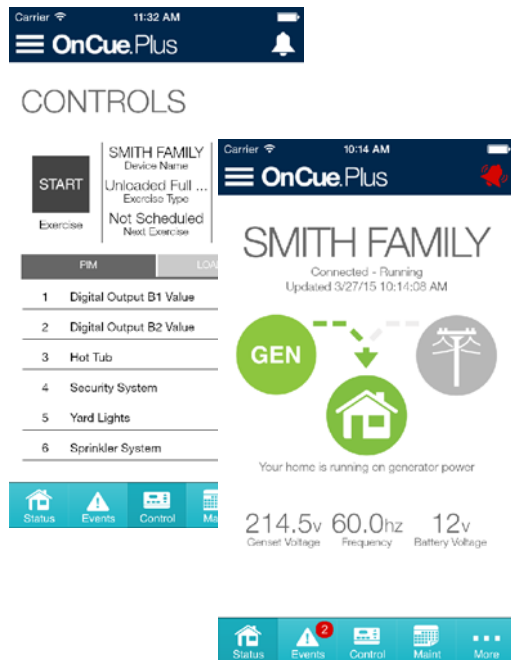 Carrier 11:32 AM
OnCue.Plus
CONTROLS
START
Exercise
SMITH FAMILY
Device Name
Unloaded Full ...
Exercise Type
Not Scheduled
Next Exercise
PIM
1 Digital Output B1 Value
2 Digital Output B2 Value
3 Hot Tub
4 Security System
5 Yard Lights
6 Sprinkler System
Status Events Control
Carrier 10:14 AM
OnCue.Plus
SMITH FAMILY
Connected - Running
Updated 3/27/15 10:14:08 AM
GEN
Your home is running on generator power
214.5v 60.0hz 12v
Genset Voltage Frequency Battery Voltage
2
Status Events Control Maint More